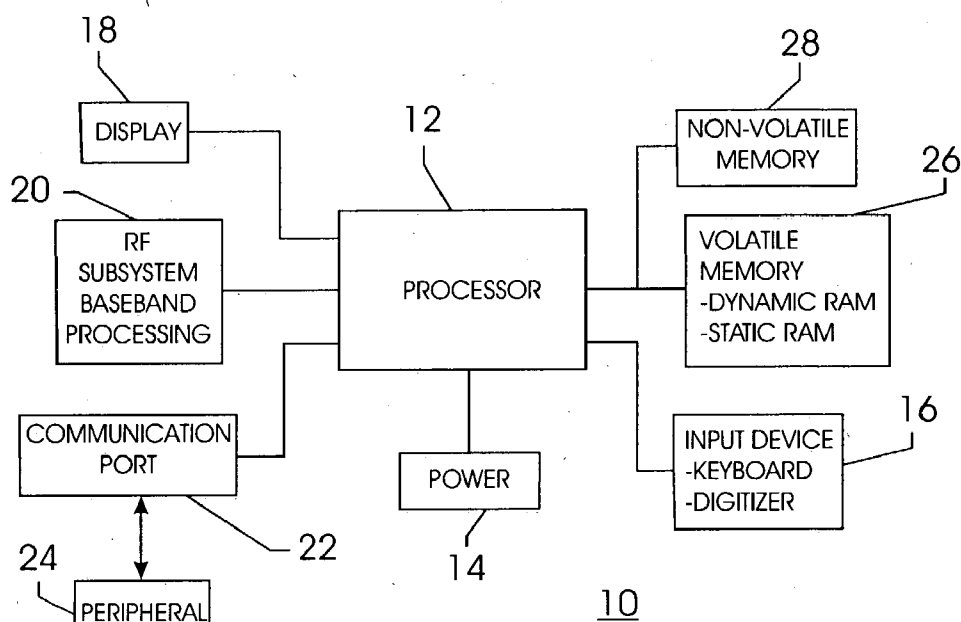 18
DISPLAY
20
RF
SUBSYSTEM
BASEBAND
PROCESSING
COMMUNICATION
PORT
22
24
PERIPHERAL
12
PROCESSOR
POWER
14
28
NON-VOLATILE
MEMORY
26
VOLATILE
MEMORY
-DYNAMIC RAM
-STATIC RAM
16
INPUT DEVICE
-KEYBOARD
-DIGITIZER
10